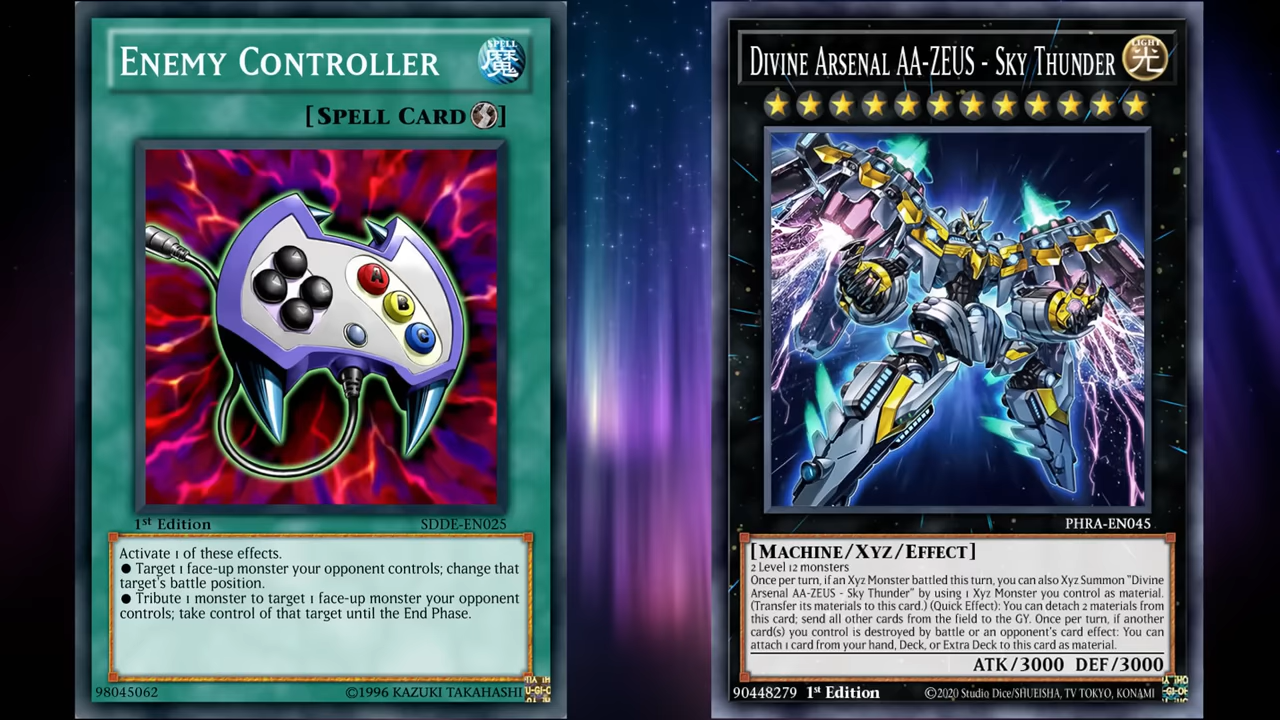 ENEMY CONTROLLER
SPELL
魔
[SPELL CARD]
A
B
C
1st Edition
SDDE-EN025
Activate 1 of these effects.
● Target 1 face-up monster your opponent controls; change that
target's battle position.
● Tribute 1 monster to target 1 face-up monster your opponent
controls; take control of that target until the End Phase.
98045062
©1996 KAZUKI TAKAHASHI
DIVINE ARSENAL AA-ZEUS - SKY THUNDER
LIGHT
光
PHRA-EN045
[MACHINE/XYZ/EFFECT]
2 Level 12 monsters
Once per turn, if an Xyz Monster battled this turn, you can also Xyz Summon "Divine
Arsenal AA-ZEUS - Sky Thunder" by using 1 Xyz Monster you control as material.
(Transfer its materials to this card.) (Quick Effect): You can detach 2 materials from
this card; send all other cards from the field to the GY. Once per turn, if another
card(s) you control is destroyed by battle or an opponent's card effect: You can
attach 1 card from your hand, Deck, or Extra Deck to this card as material.
ATK/3000 DEF/3000
90448279 1st Edition
©2020 Studio Dice/SHUEISHA, TV TOKYO, KONAMI